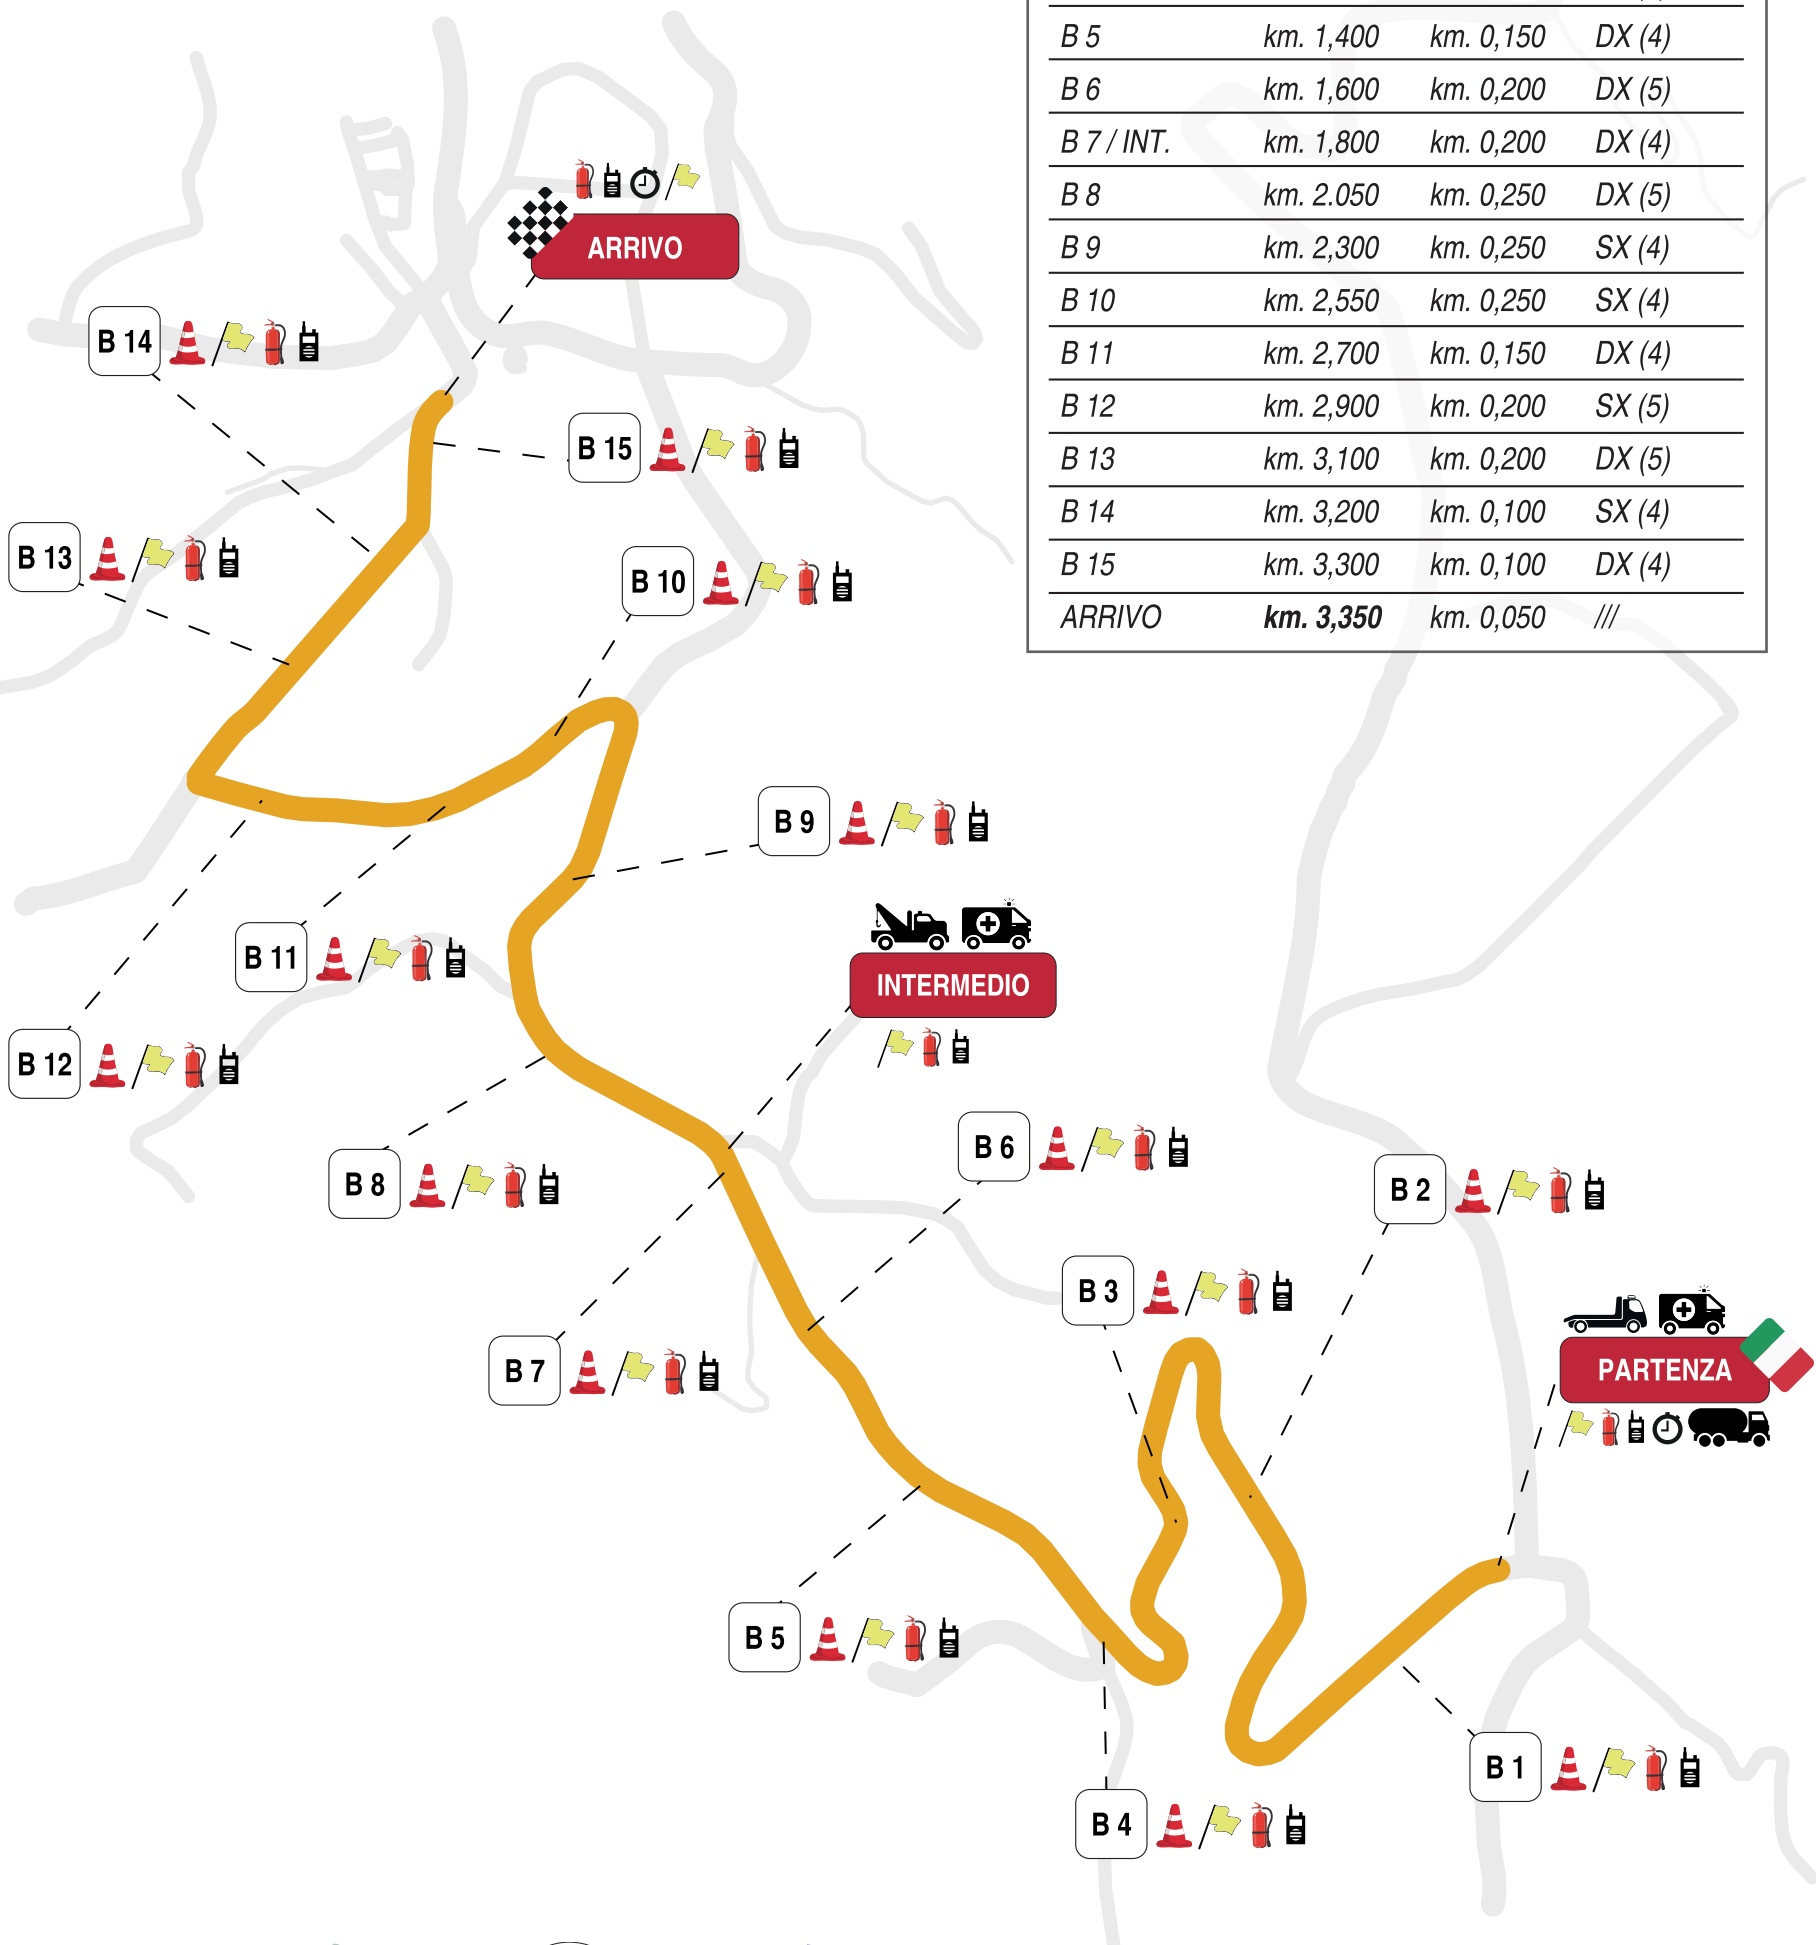 B 5 km. 1,400 km. 0,150 DX (4)
B 6 km. 1,600 km. 0,200 DX (5)
B 7 / INT. km. 1,800 km. 0,200 DX (4)
B 8 km. 2.050 km. 0,250 DX (5)
B 9 km. 2,300 km. 0,250 SX (4)
B 10 km. 2,550 km. 0,250 SX (4)
B 11 km. 2,700 km. 0,150 DX (4)
B 12 km. 2,900 km. 0,200 SX (5)
B 13 km. 3,100 km. 0,200 DX (5)
B 14 km. 3,200 km. 0,100 SX (4)
B 15 km. 3,300 km. 0,100 DX (4)
ARRIVO km. 3,350 km. 0,050 ///
ARRIVO
B 14
B 15
B 13
B 10
B 9
B 11
INTERMEDIO
B 12
B 6
B 8
B 2
B 3
B 7
PARTENZA
B 5
B 1
B 4